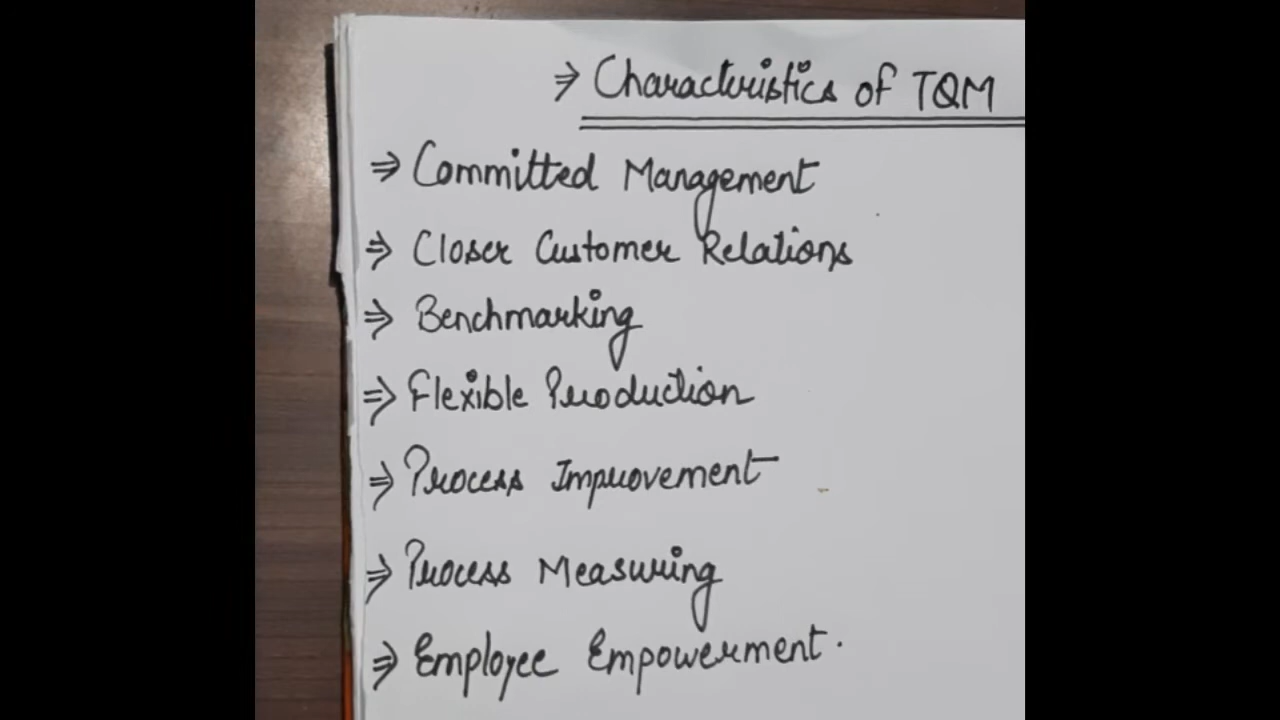 ⇒ Characteristics of TQM
⇒ Committed Management
⇒ Closer Customer Relations
⇒ Benchmarking
⇒ Flexible Production
⇒ Process Improvement
⇒ Process Measuring
⇒ Employee Empowerment.